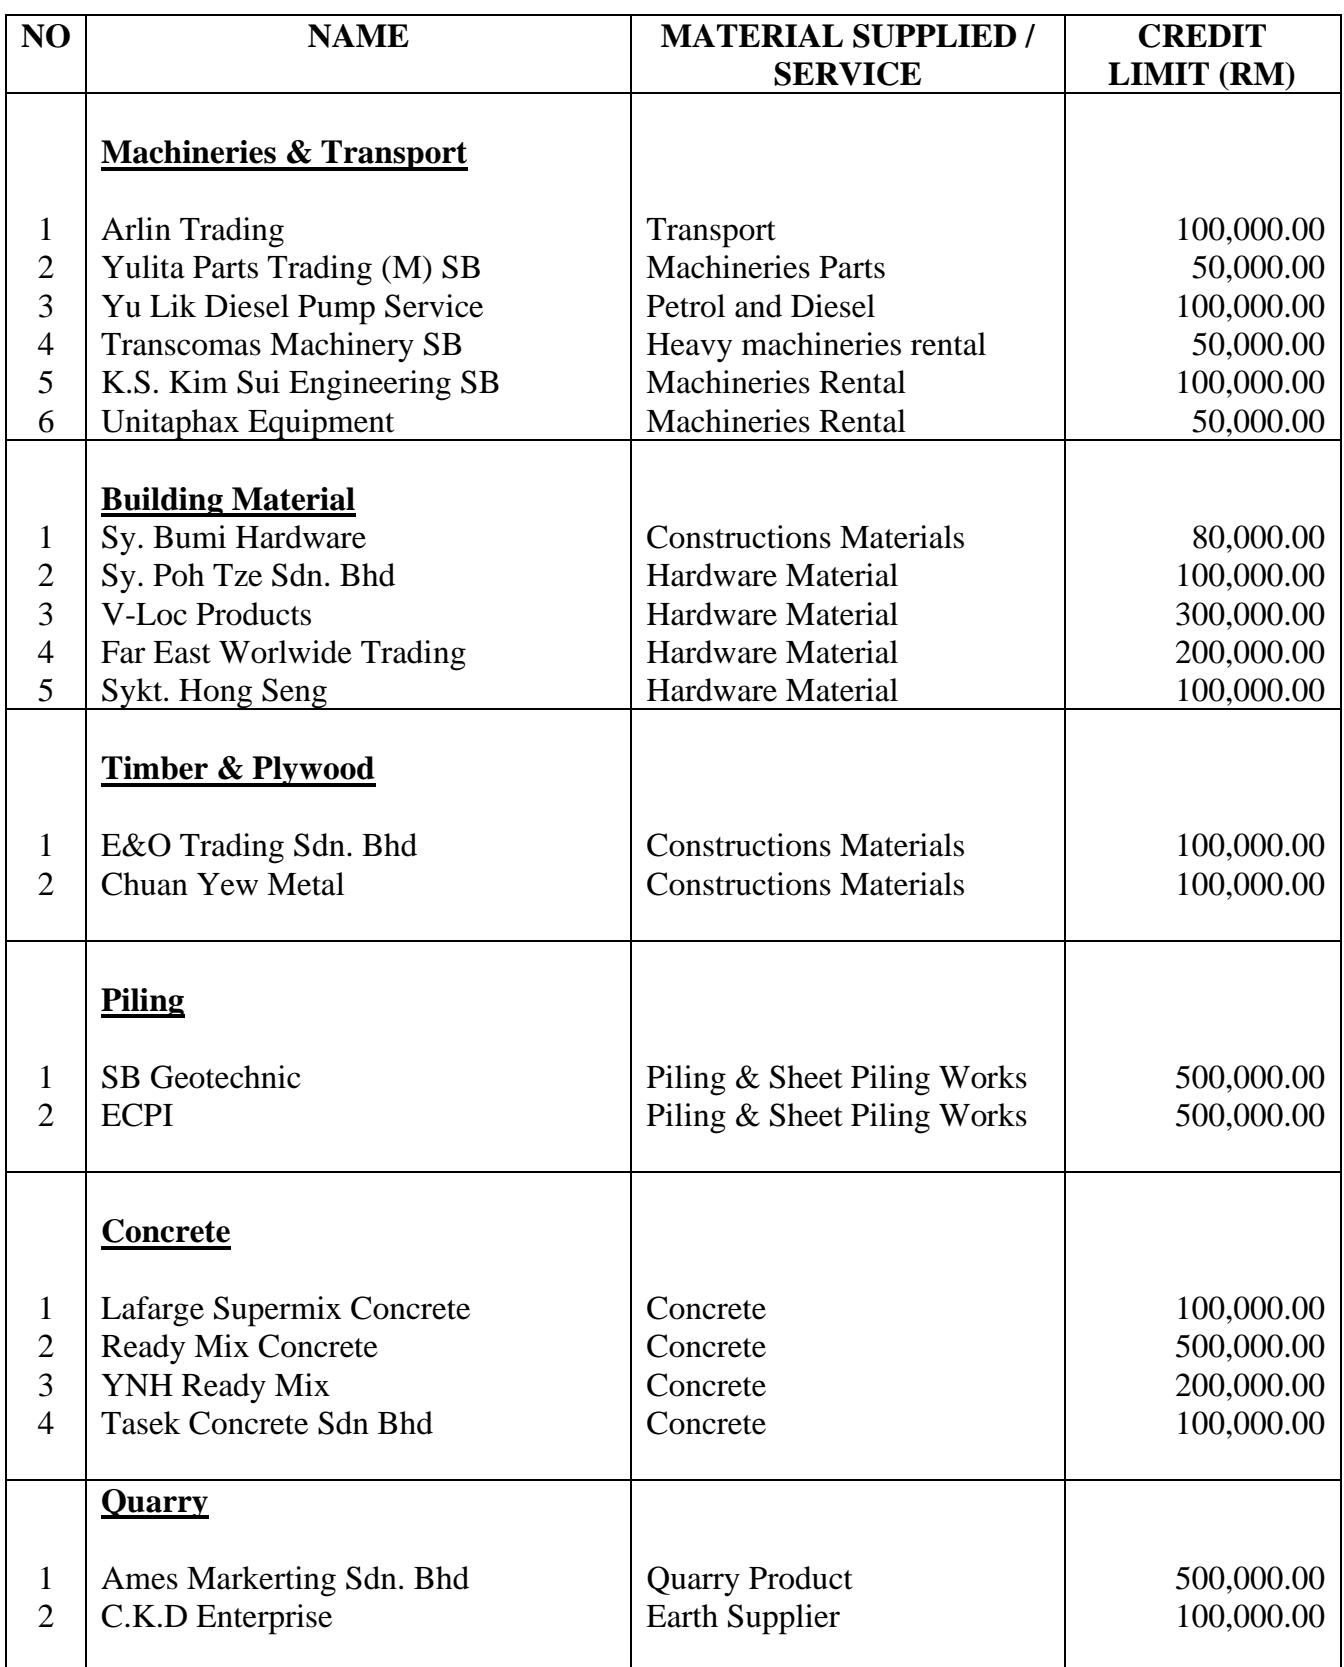 NO NAME MATERIAL SUPPLIED / SERVICE CREDIT LIMIT (RM)
Machineries & Transport
1 Arlin Trading Transport 100,000.00
2 Yulita Parts Trading (M) SB Machineries Parts 50,000.00
3 Yu Lik Diesel Pump Service Petrol and Diesel 100,000.00
4 Transcomas Machinery SB Heavy machineries rental 50,000.00
5 K.S. Kim Sui Engineering SB Machineries Rental 100,000.00
6 Unitaphax Equipment Machineries Rental 50,000.00
Building Material
1 Sy. Bumi Hardware Constructions Materials 80,000.00
2 Sy. Poh Tze Sdn. Bhd Hardware Material 100,000.00
3 V-Loc Products Hardware Material 300,000.00
4 Far East Worlwide Trading Hardware Material 200,000.00
5 Sykt. Hong Seng Hardware Material 100,000.00
Timber & Plywood
1 E&O Trading Sdn. Bhd Constructions Materials 100,000.00
2 Chuan Yew Metal Constructions Materials 100,000.00
Piling
1 SB Geotechnic Piling & Sheet Piling Works 500,000.00
2 ECPI Piling & Sheet Piling Works 500,000.00
Concrete
1 Lafarge Supermix Concrete Concrete 100,000.00
2 Ready Mix Concrete Concrete 500,000.00
3 YNH Ready Mix Concrete 200,000.00
4 Tasek Concrete Sdn Bhd Concrete 100,000.00
Quarry
1 Ames Markerting Sdn. Bhd Quarry Product 500,000.00
2 C.K.D Enterprise Earth Supplier 100,000.00